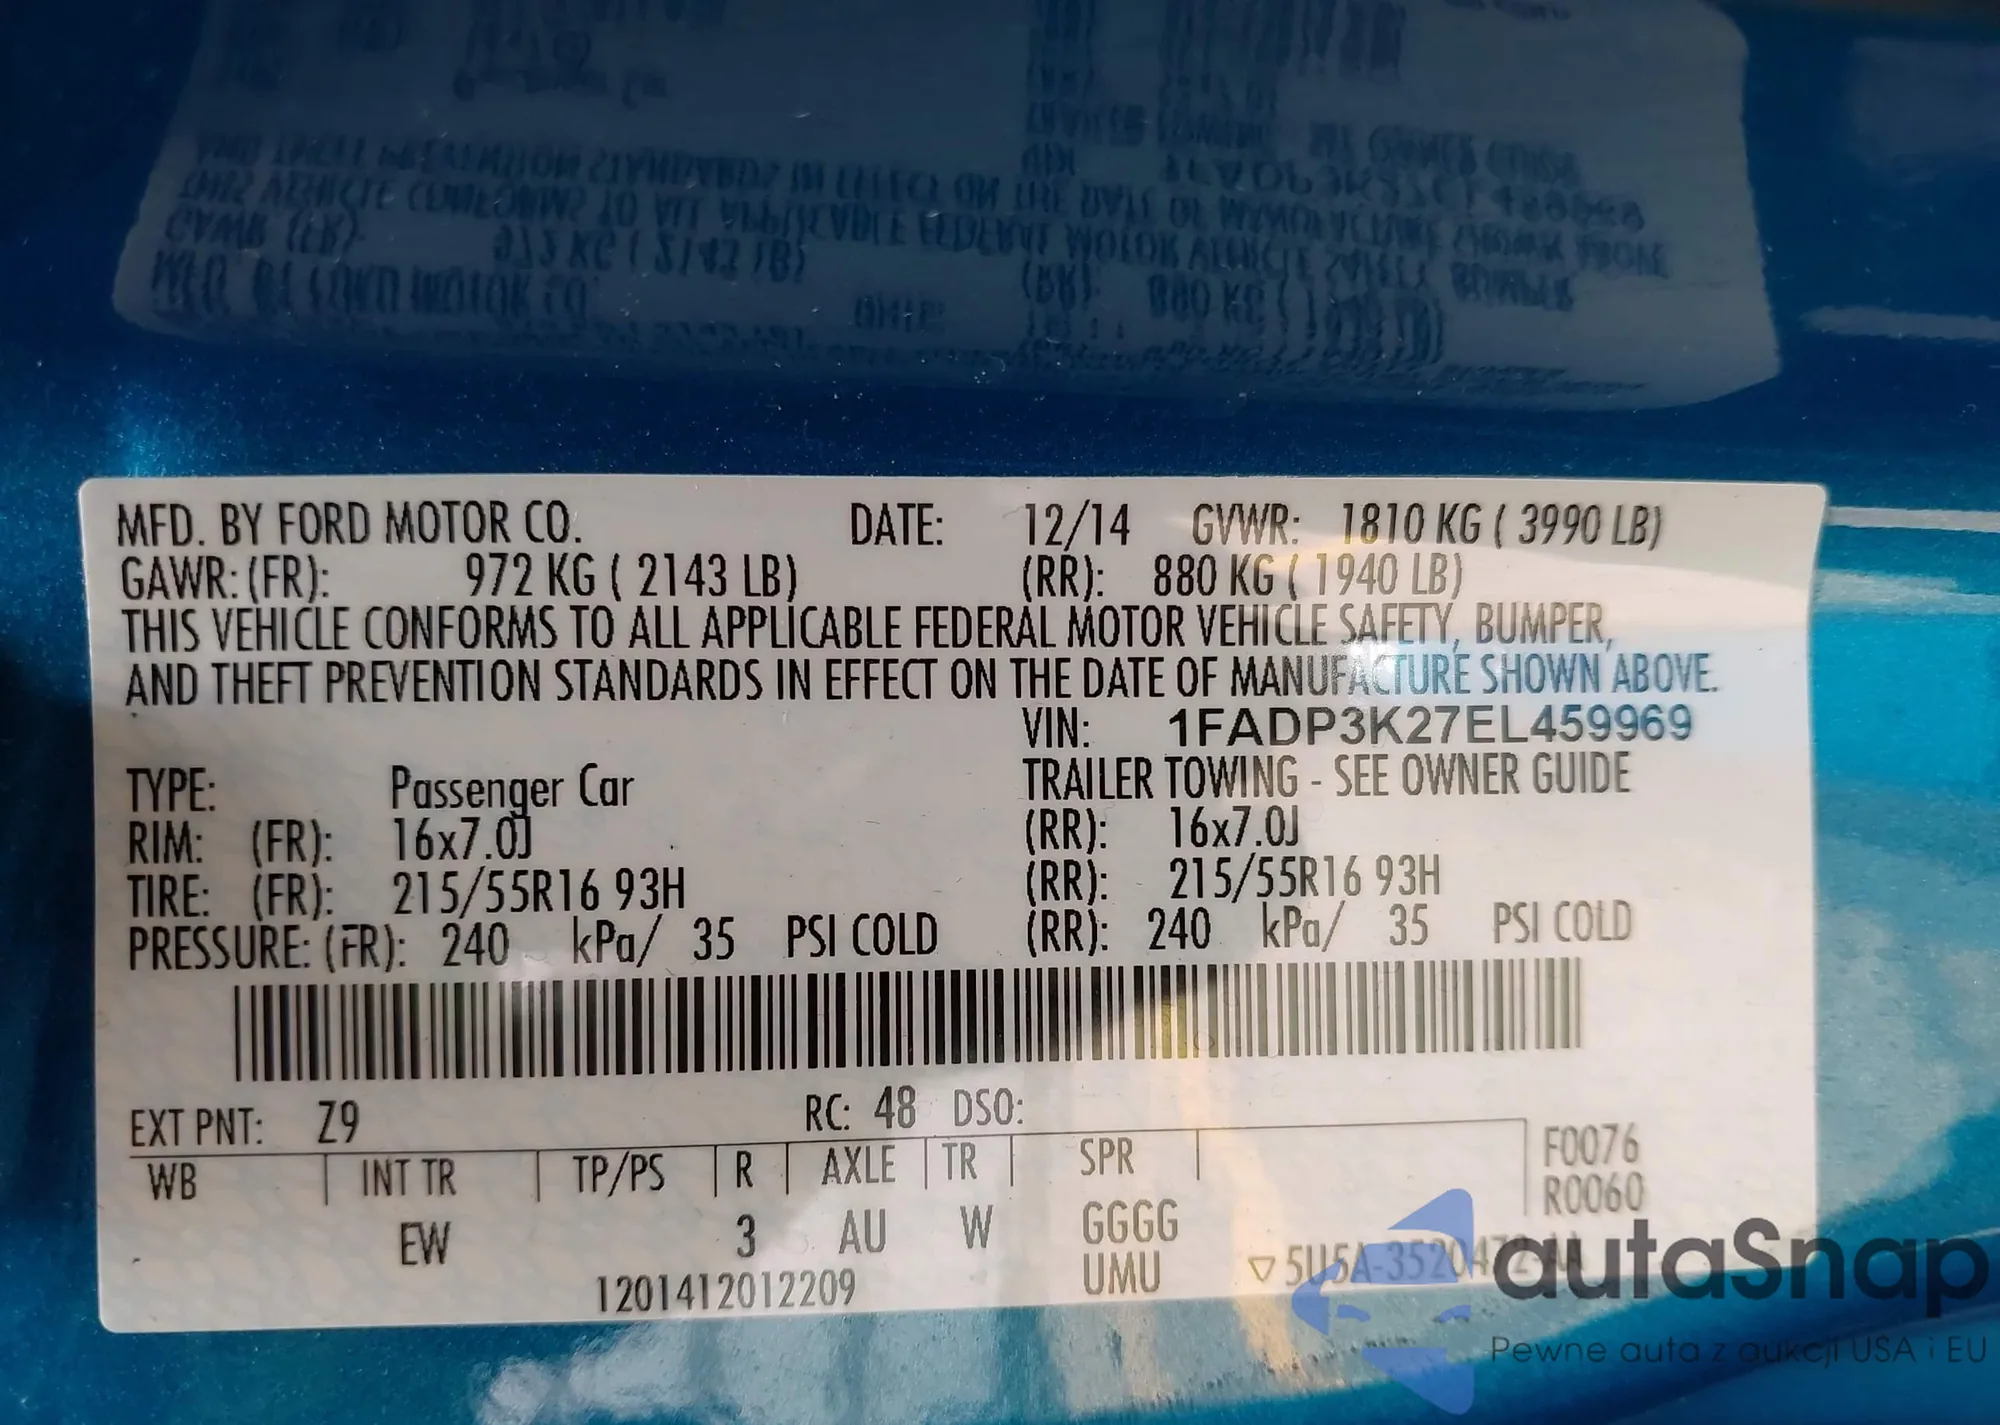 MFD. BY FORD MOTOR CO. DATE: 12/14 GVWR: 1810 KG ( 3990 LB)
GAWR: (FR): 972 KG ( 2143 LB) (RR): 880 KG ( 1940 LB)
THIS VEHICLE CONFORMS TO ALL APPLICABLE FEDERAL MOTOR VEHICLE SAFETY, BUMPER,
AND THEFT PREVENTION STANDARDS IN EFFECT ON THE DATE OF MANUFACTURE SHOWN ABOVE.
VIN: 1FADP3K27EL459969
TYPE: Passenger Car TRAILER TOWING - SEE OWNER GUIDE
RIM: (FR): 16x7.0J (RR): 16x7.0J
TIRE: (FR): 215/55R16 93H (RR): 215/55R16 93H
PRESSURE: (FR): 240 kPa/ 35 PSI COLD (RR): 240 kPa/ 35 PSI COLD
EXT PNT: Z9 RC: 48 DSO:
WB INT TR TP/PS R AXLE TR SPR F0076
R0060
EW 3 AU W GGGG
UMU ▽ 5U5A-3520472-AA
1201412012209
autaSnap
Pewne auta z aukcji USA i EU